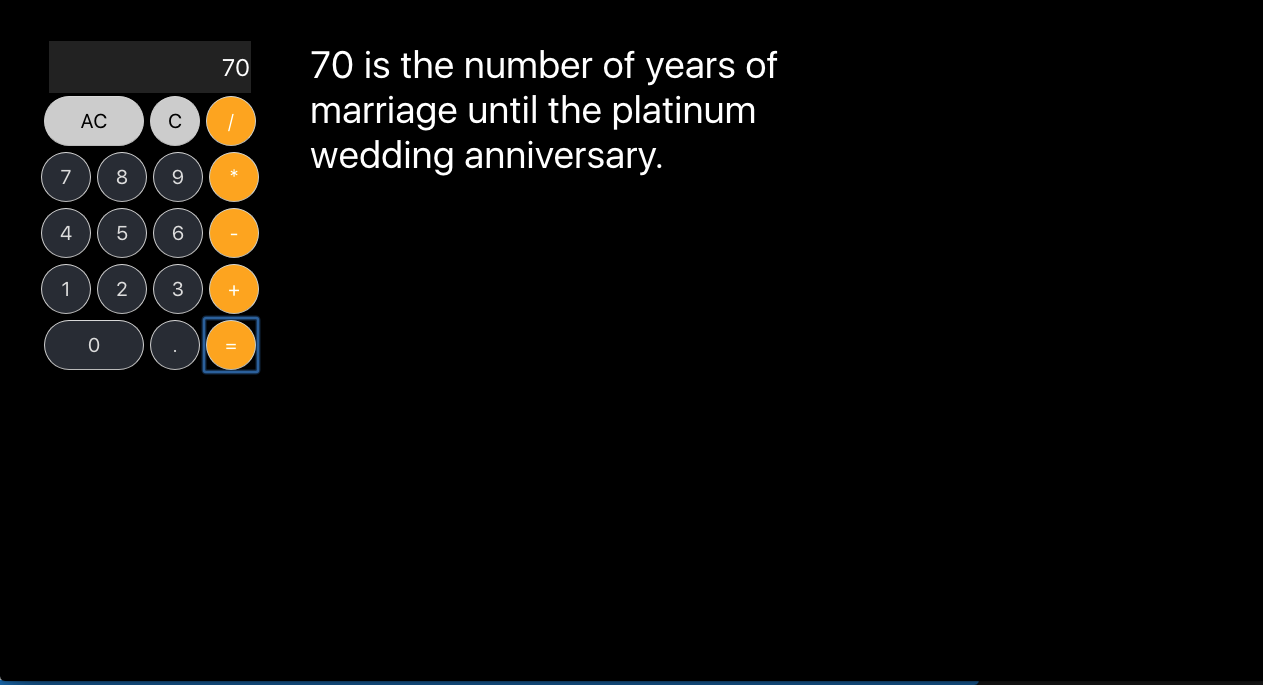 70
70 is the number of years of
marriage until the platinum
wedding anniversary.
AC C /
7 8 9 *
4 5 6 -
1 2 3 +
0 . =